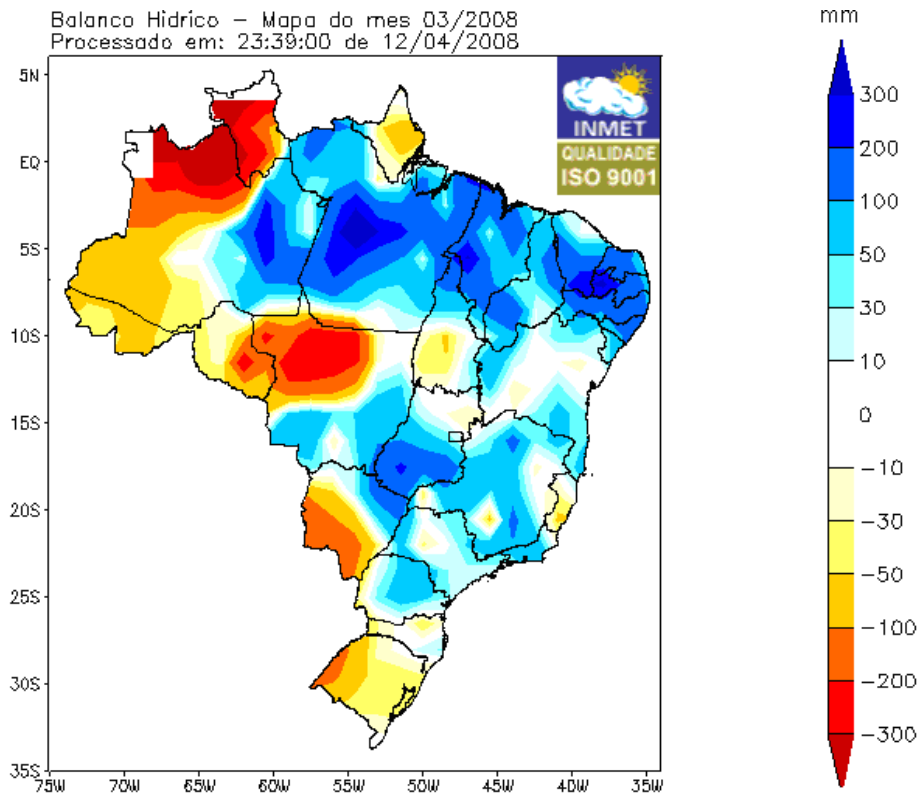 Balanco Hidrico – Mapa do mes 03/2008
Processado em: 23:39:00 de 12/04/2008
mm
INMET
QUALIDADE
ISO 9001
5N
EQ
5S
10S
15S
20S
25S
30S
35S
75W 70W 65W 60W 55W 50W 45W 40W 35W
300
200
100
50
30
10
0
−10
−30
−50
−100
−200
−300